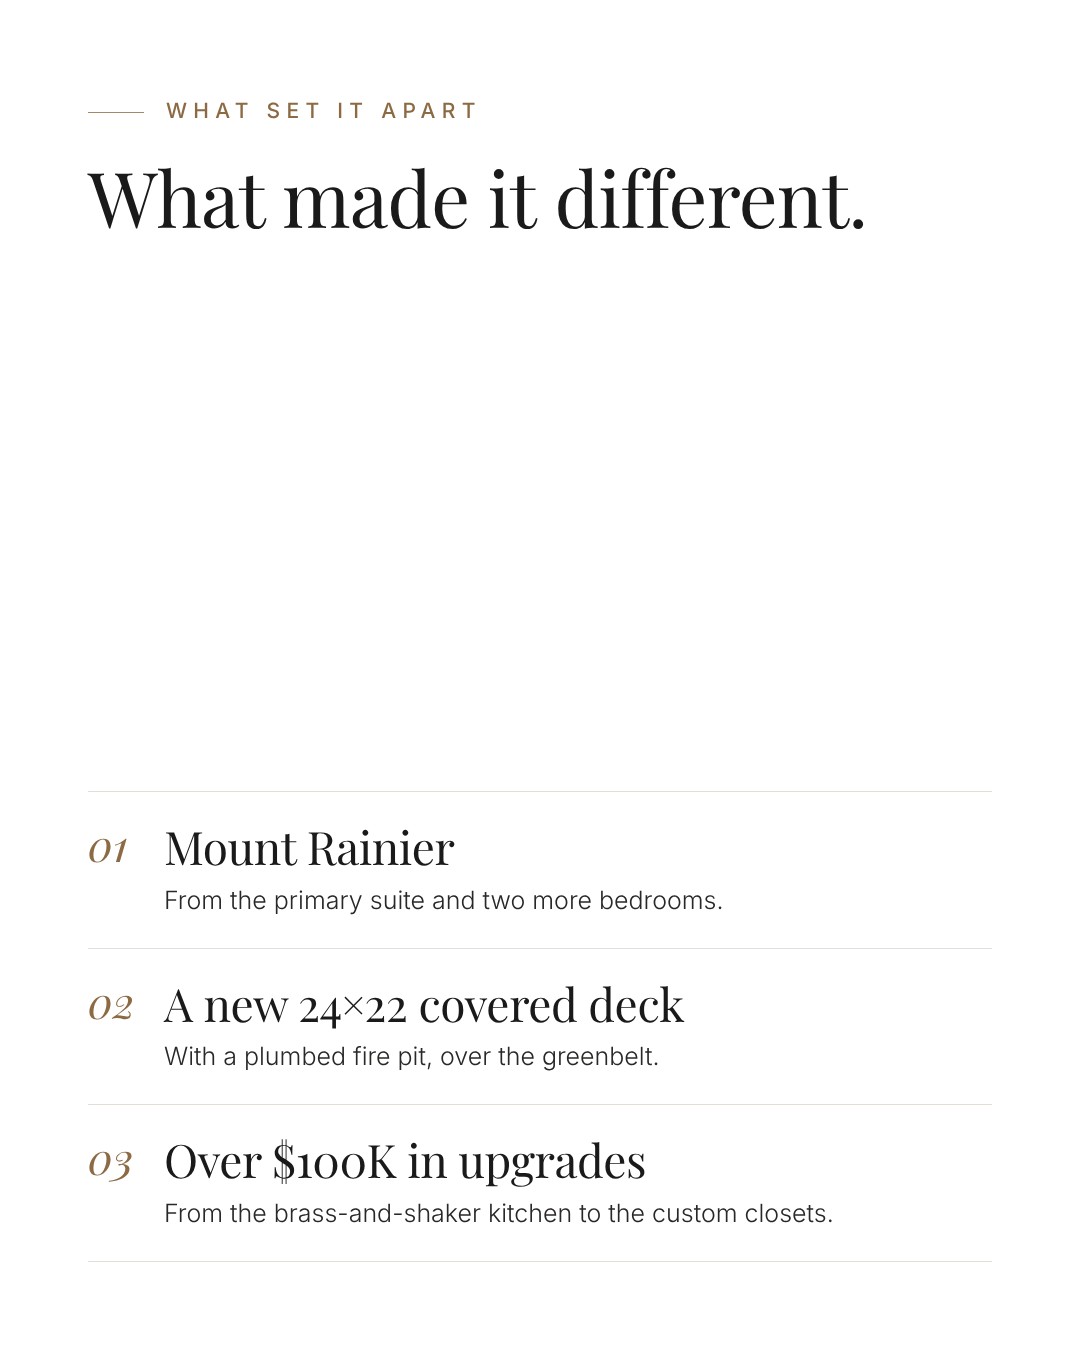 WHAT SET IT APART
What made it different.
01 Mount Rainier
From the primary suite and two more bedrooms.
02 A new 24×22 covered deck
With a plumbed fire pit, over the greenbelt.
03 Over $100K in upgrades
From the brass-and-shaker kitchen to the custom closets.